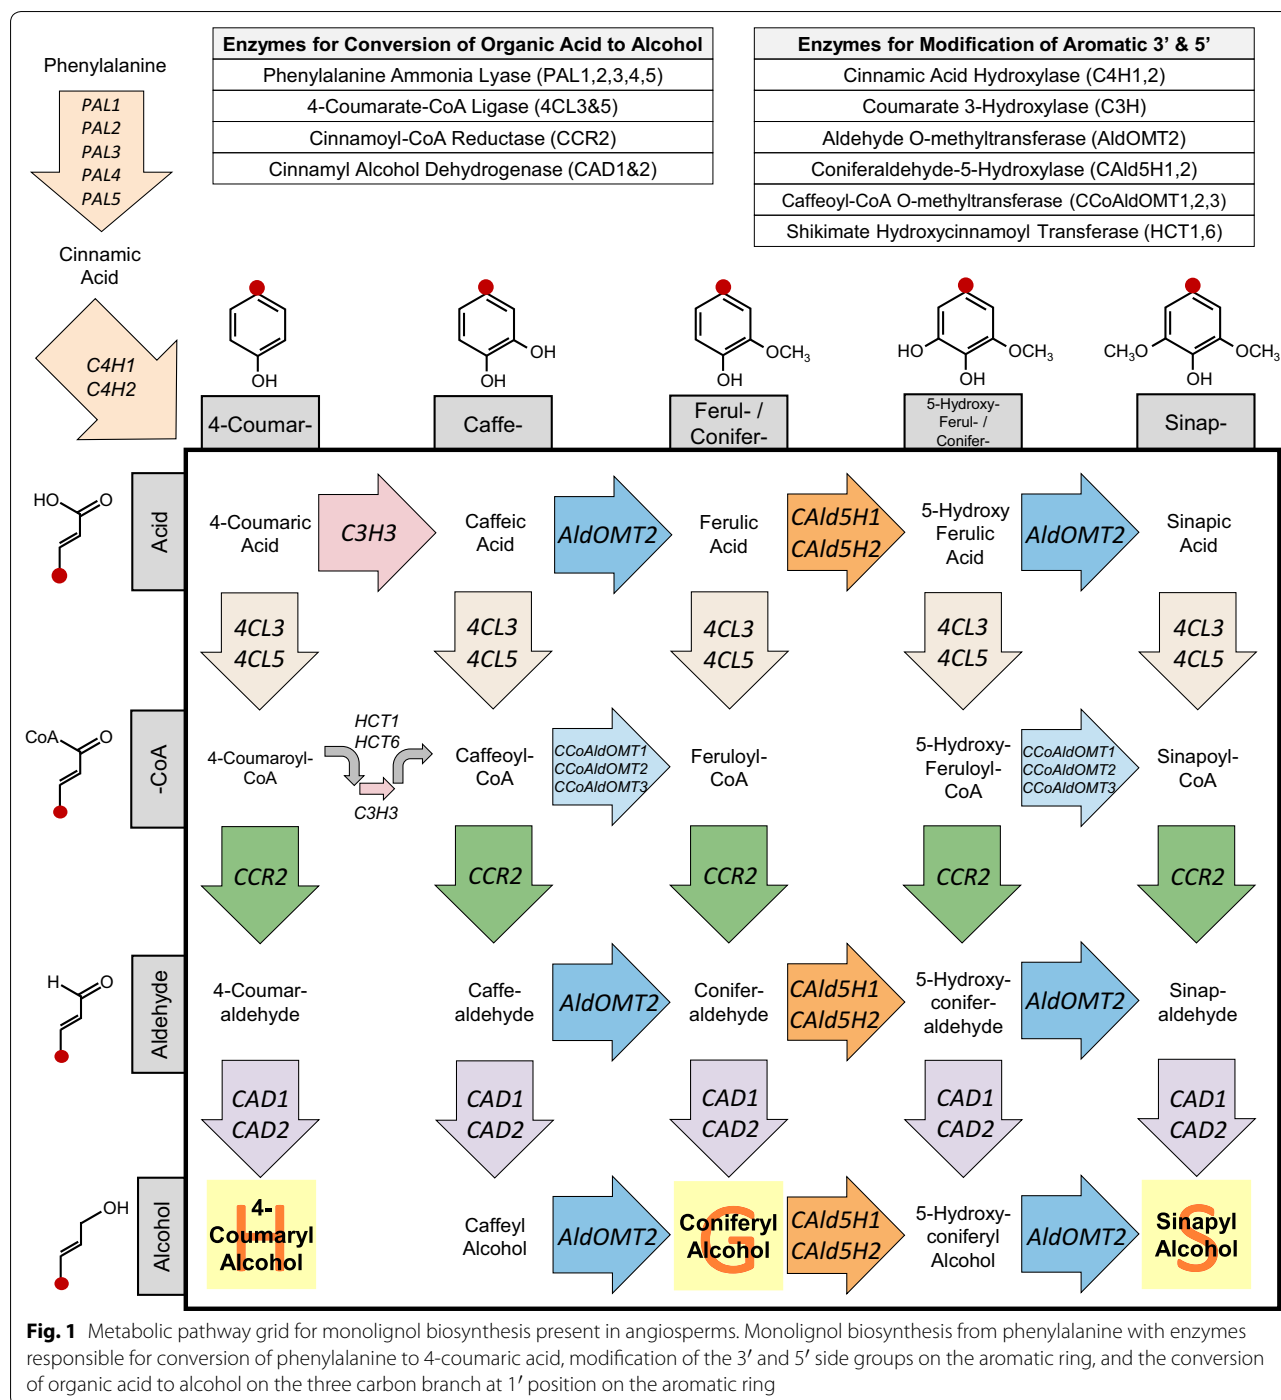 Enzymes for Conversion of Organic Acid to Alcohol
Phenylalanine Ammonia Lyase (PAL1,2,3,4,5)
4-Coumarate-CoA Ligase (4CL3&5)
Cinnamoyl-CoA Reductase (CCR2)
Cinnamyl Alcohol Dehydrogenase (CAD1&2)
Enzymes for Modification of Aromatic 3’ & 5’
Cinnamic Acid Hydroxylase (C4H1,2)
Coumarate 3-Hydroxylase (C3H)
Aldehyde O-methyltransferase (AldOMT2)
Coniferaldehyde-5-Hydroxylase (CAld5H1,2)
Caffeoyl-CoA O-methyltransferase (CCoAldOMT1,2,3)
Shikimate Hydroxycinnamoyl Transferase (HCT1,6)
Phenylalanine
PAL1
PAL2
PAL3
PAL4
PAL5
Cinnamic
Acid
C4H1
C4H2
OH
OH
OH
OCH3
OH
HO
OCH3
OH
OCH3
OCH3
OH
4-Coumar-
Caffe-
Ferul- /
Conifer-
5-Hydroxy-
Ferul- /
Conifer-
Sinap-
HO
O
Acid
4-Coumaric
Acid
C3H3
Caffeic
Acid
AldOMT2
Ferulic
Acid
CAld5H1
CAld5H2
5-Hydroxy
Ferulic
Acid
AldOMT2
Sinapic
Acid
4CL3
4CL5
4CL3
4CL5
4CL3
4CL5
4CL3
4CL5
4CL3
4CL5
CoA
O
-CoA
4-Coumaroyl-
CoA
HCT1
HCT6
C3H3
Caffeoyl-
CoA
CCoAldOMT1
CCoAldOMT2
CCoAldOMT3
Feruloyl-
CoA
5-Hydroxy-
Feruloyl-
CoA
CCoAldOMT1
CCoAldOMT2
CCoAldOMT3
Sinapoyl-
CoA
CCR2
CCR2
CCR2
CCR2
CCR2
H
O
Aldehyde
4-Coumar-
aldehyde
Caffe-
aldehyde
AldOMT2
Conifer-
aldehyde
CAld5H1
CAld5H2
5-Hydroxy-
conifer-
aldehyde
AldOMT2
Sinap-
aldehyde
CAD1
CAD2
CAD1
CAD2
CAD1
CAD2
CAD1
CAD2
CAD1
CAD2
OH
Alcohol
H
4-
Coumaryl
Alcohol
Caffeyl
Alcohol
AldOMT2
G
Coniferyl
Alcohol
CAld5H1
CAld5H2
5-Hydroxy-
coniferyl
Alcohol
AldOMT2
S
Sinapyl
Alcohol
Fig. 1 Metabolic pathway grid for monolignol biosynthesis present in angiosperms. Monolignol biosynthesis from phenylalanine with enzymes
responsible for conversion of phenylalanine to 4-coumaric acid, modification of the 3′ and 5′ side groups on the aromatic ring, and the conversion
of organic acid to alcohol on the three carbon branch at 1′ position on the aromatic ring